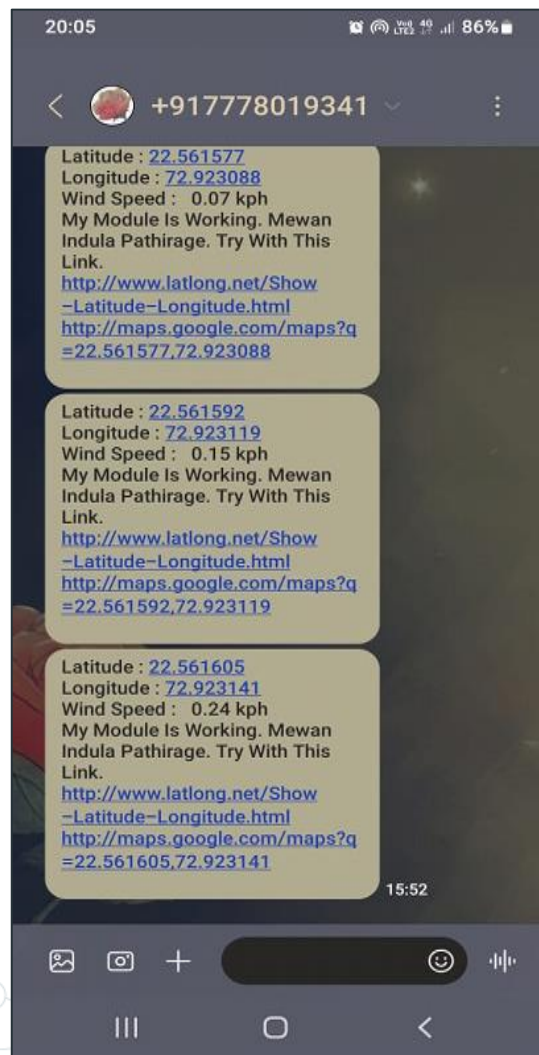 20:05 Vo)) LTE2 4G 86%
+917778019341
Latitude : 22.561577
Longitude : 72.923088
Wind Speed :   0.07 kph
My Module Is Working. Mewan
Indula Pathirage. Try With This
Link.
http://www.latlong.net/Show
–Latitude–Longitude.html
http://maps.google.com/maps?q
=22.561577,72.923088
Latitude : 22.561592
Longitude : 72.923119
Wind Speed :   0.15 kph
My Module Is Working. Mewan
Indula Pathirage. Try With This
Link.
http://www.latlong.net/Show
–Latitude–Longitude.html
http://maps.google.com/maps?q
=22.561592,72.923119
Latitude : 22.561605
Longitude : 72.923141
Wind Speed :   0.24 kph
My Module Is Working. Mewan
Indula Pathirage. Try With This
Link.
http://www.latlong.net/Show
–Latitude–Longitude.html
http://maps.google.com/maps?q
=22.561605,72.923141
15:52